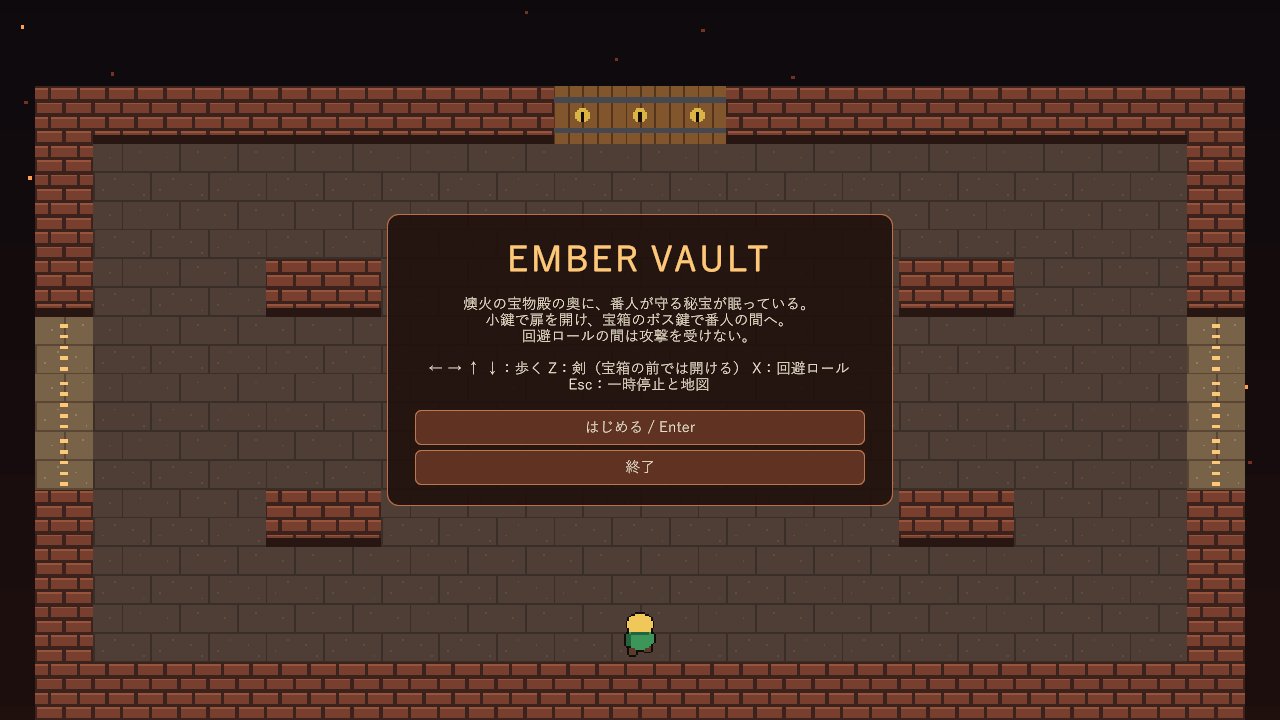 EMBER VAULT
燠火の宝物殿の奥に、番人が守る秘宝が眠っている。
小鍵で扉を開け、宝箱のボス鍵で番人の間へ。
回避ロールの間は攻撃を受けない。
← → ↑ ↓：歩く Z：剣（宝箱の前では開ける） X：回避ロール
Esc：一時停止と地図
はじめる / Enter
終了